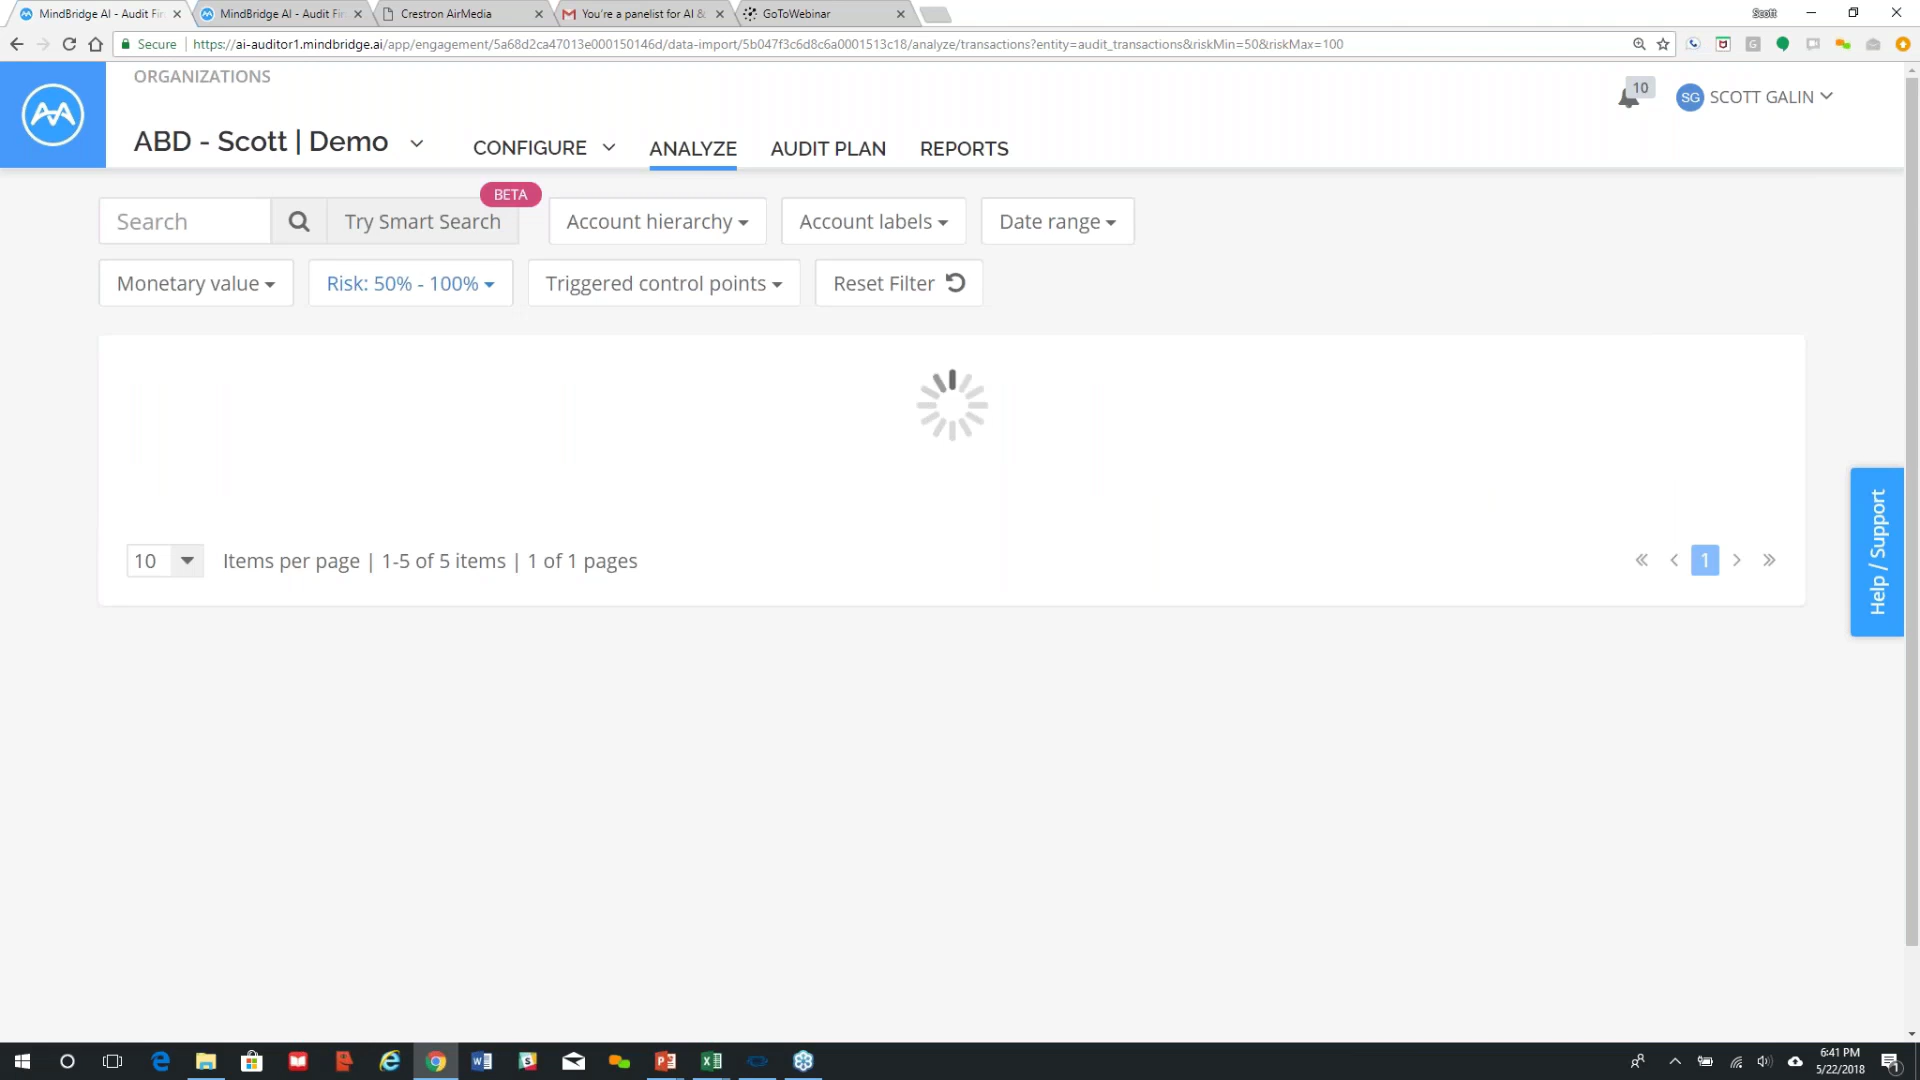 MindBridge AI - Audit Fir
MindBridge AI - Audit Fir
Crestron AirMedia
You're a panelist for AI &
GoToWebinar
Scott
Secure
https://ai-auditor1.mindbridge.ai/app/engagement/5a68d2ca47013e000150146d/data-import/5b047f3c6d8c6a0001513c18/analyze/transactions?entity=audit_transactions&riskMin=50&riskMax=100
ORGANIZATIONS
ABD - Scott | Demo
CONFIGURE
ANALYZE
AUDIT PLAN
REPORTS
10
SG SCOTT GALIN
BETA
Search
Try Smart Search
Account hierarchy
Account labels
Date range
Monetary value
Risk: 50% - 100%
Triggered control points
Reset Filter
10
Items per page | 1-5 of 5 items | 1 of 1 pages
« ‹ 1 › »
Help / Support
6:41 PM
5/22/2018
1